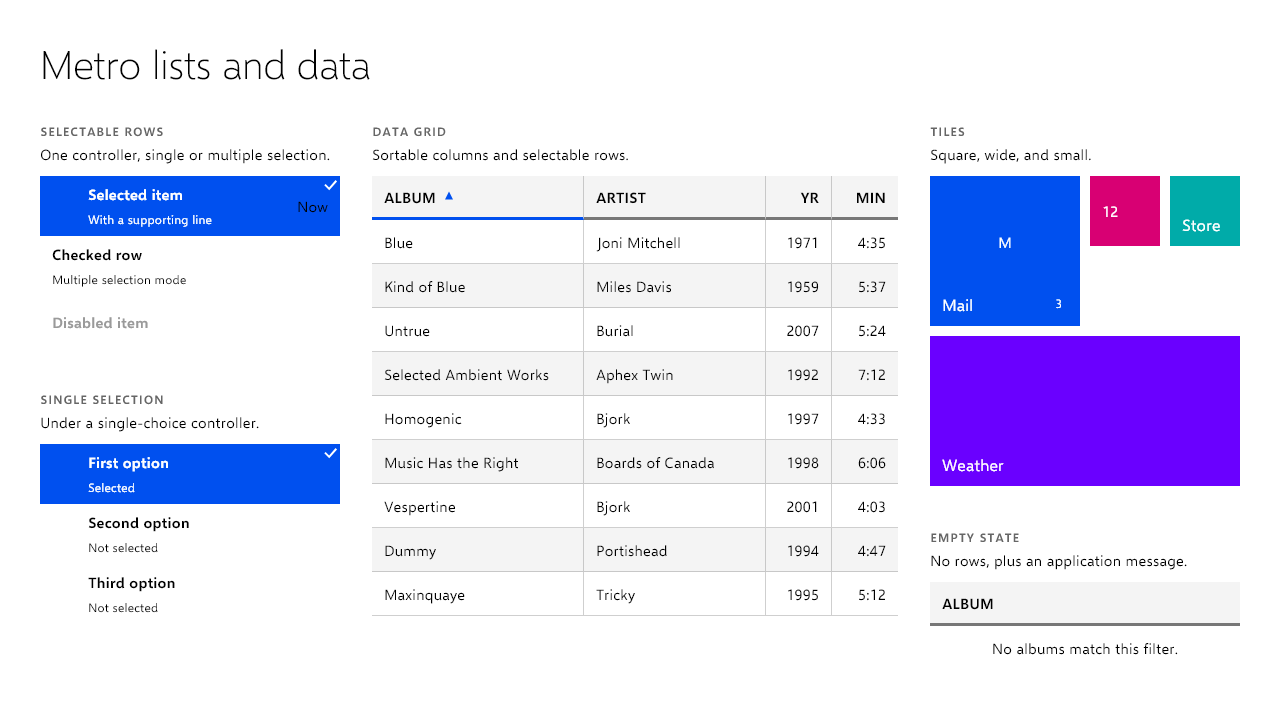 Metro lists and data
SELECTABLE ROWS
One controller, single or multiple selection.
Selected item
With a supporting line
Now
Checked row
Multiple selection mode
Disabled item
SINGLE SELECTION
Under a single-choice controller.
First option
Selected
Second option
Not selected
Third option
Not selected
DATA GRID
Sortable columns and selectable rows.
ALBUM ▲ ARTIST YR MIN
Blue Joni Mitchell 1971 4:35
Kind of Blue Miles Davis 1959 5:37
Untrue Burial 2007 5:24
Selected Ambient Works Aphex Twin 1992 7:12
Homogenic Bjork 1997 4:33
Music Has the Right Boards of Canada 1998 6:06
Vespertine Bjork 2001 4:03
Dummy Portishead 1994 4:47
Maxinquaye Tricky 1995 5:12
TILES
Square, wide, and small.
M
Mail 3
12
Store
Weather
EMPTY STATE
No rows, plus an application message.
ALBUM
No albums match this filter.